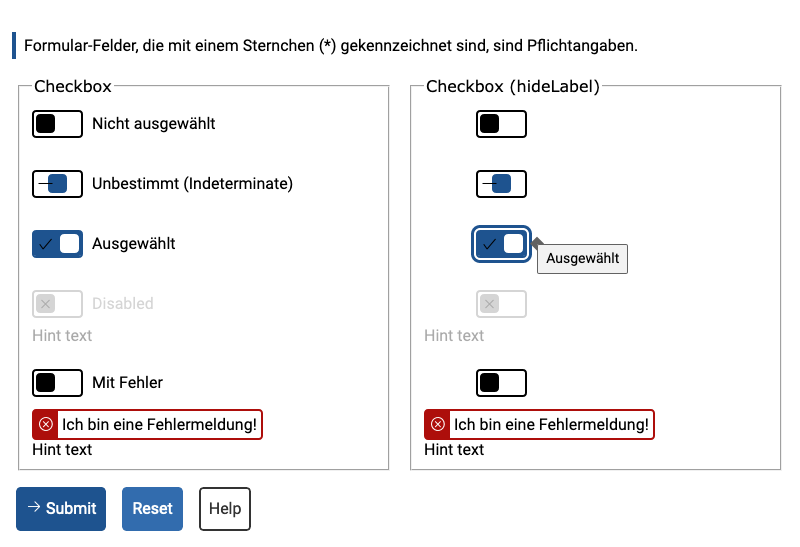 Formular-Felder, die mit einem Sternchen (*) gekennzeichnet sind, sind Pflichtangaben.
Checkbox
Nicht ausgewählt
Unbestimmt (Indeterminate)
Ausgewählt
Disabled
Hint text
Mit Fehler
Ich bin eine Fehlermeldung!
Hint text
Checkbox (hideLabel)
Ausgewählt
Hint text
Ich bin eine Fehlermeldung!
Hint text
Submit
Reset
Help